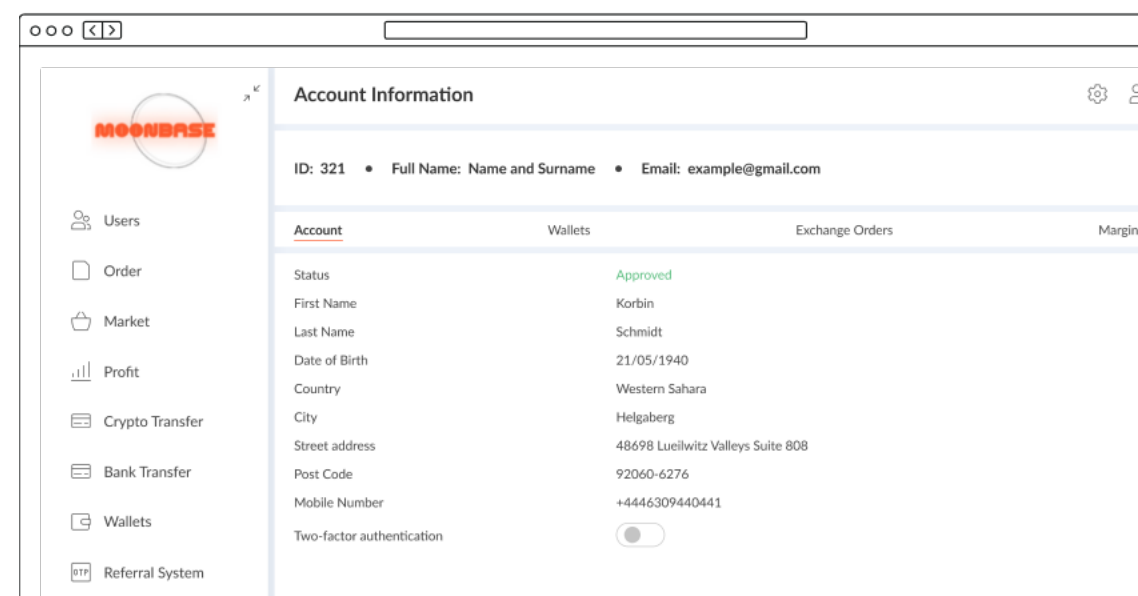 MOONBASE
Account Information
ID: 321 • Full Name: Name and Surname • Email: example@gmail.com
Users
Order
Market
Profit
Crypto Transfer
Bank Transfer
Wallets
OTP Referral System
Account Wallets Exchange Orders Margin
Status Approved
First Name Korbin
Last Name Schmidt
Date of Birth 21/05/1940
Country Western Sahara
City Helgaberg
Street address 48698 Lueilwitz Valleys Suite 808
Post Code 92060-6276
Mobile Number +4446309440441
Two-factor authentication